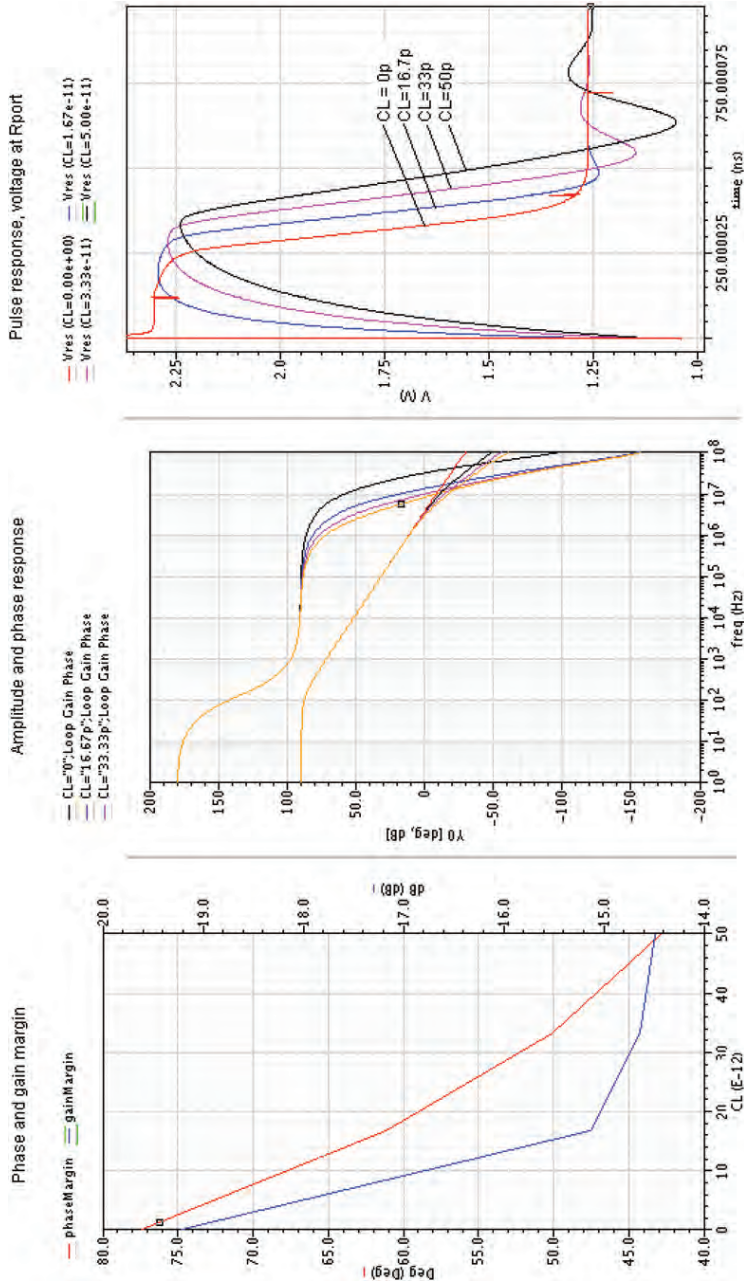 Phase and gain margin
phaseMargin gainMargin
80.0
75.0
70.0
65.0
60.0
55.0
50.0
45.0
40.0
Deg (Deg)
20.0
-19.0
-18.0
-17.0
-16.0
-15.0
14.0
dB (dB)
0 10 20 30 40 50
CL (E-12)
Amplitude and phase response
CL="0";Loop Gain Phase
CL="16.67p";Loop Gain Phase
CL="33.33p";Loop Gain Phase
200
150
100
50.0
0
-50.0
-100
-150
-200
Y0 [deg, dB]
10^0 10^1 10^2 10^3 10^4 10^5 10^6 10^7 10^8
freq (Hz)
Pulse response, voltage at Rport
Vres (CL=0.00e+00) Vres (CL=1.67e-11)
Vres (CL=3.33e-11) Vres (CL=5.00e-11)
2.25
2.0
1.75
1.5
1.25
1.0
V (V)
CL = 0p
CL=16.7p
CL=33p
CL=50p
250.000025 750.000075
time (ns)